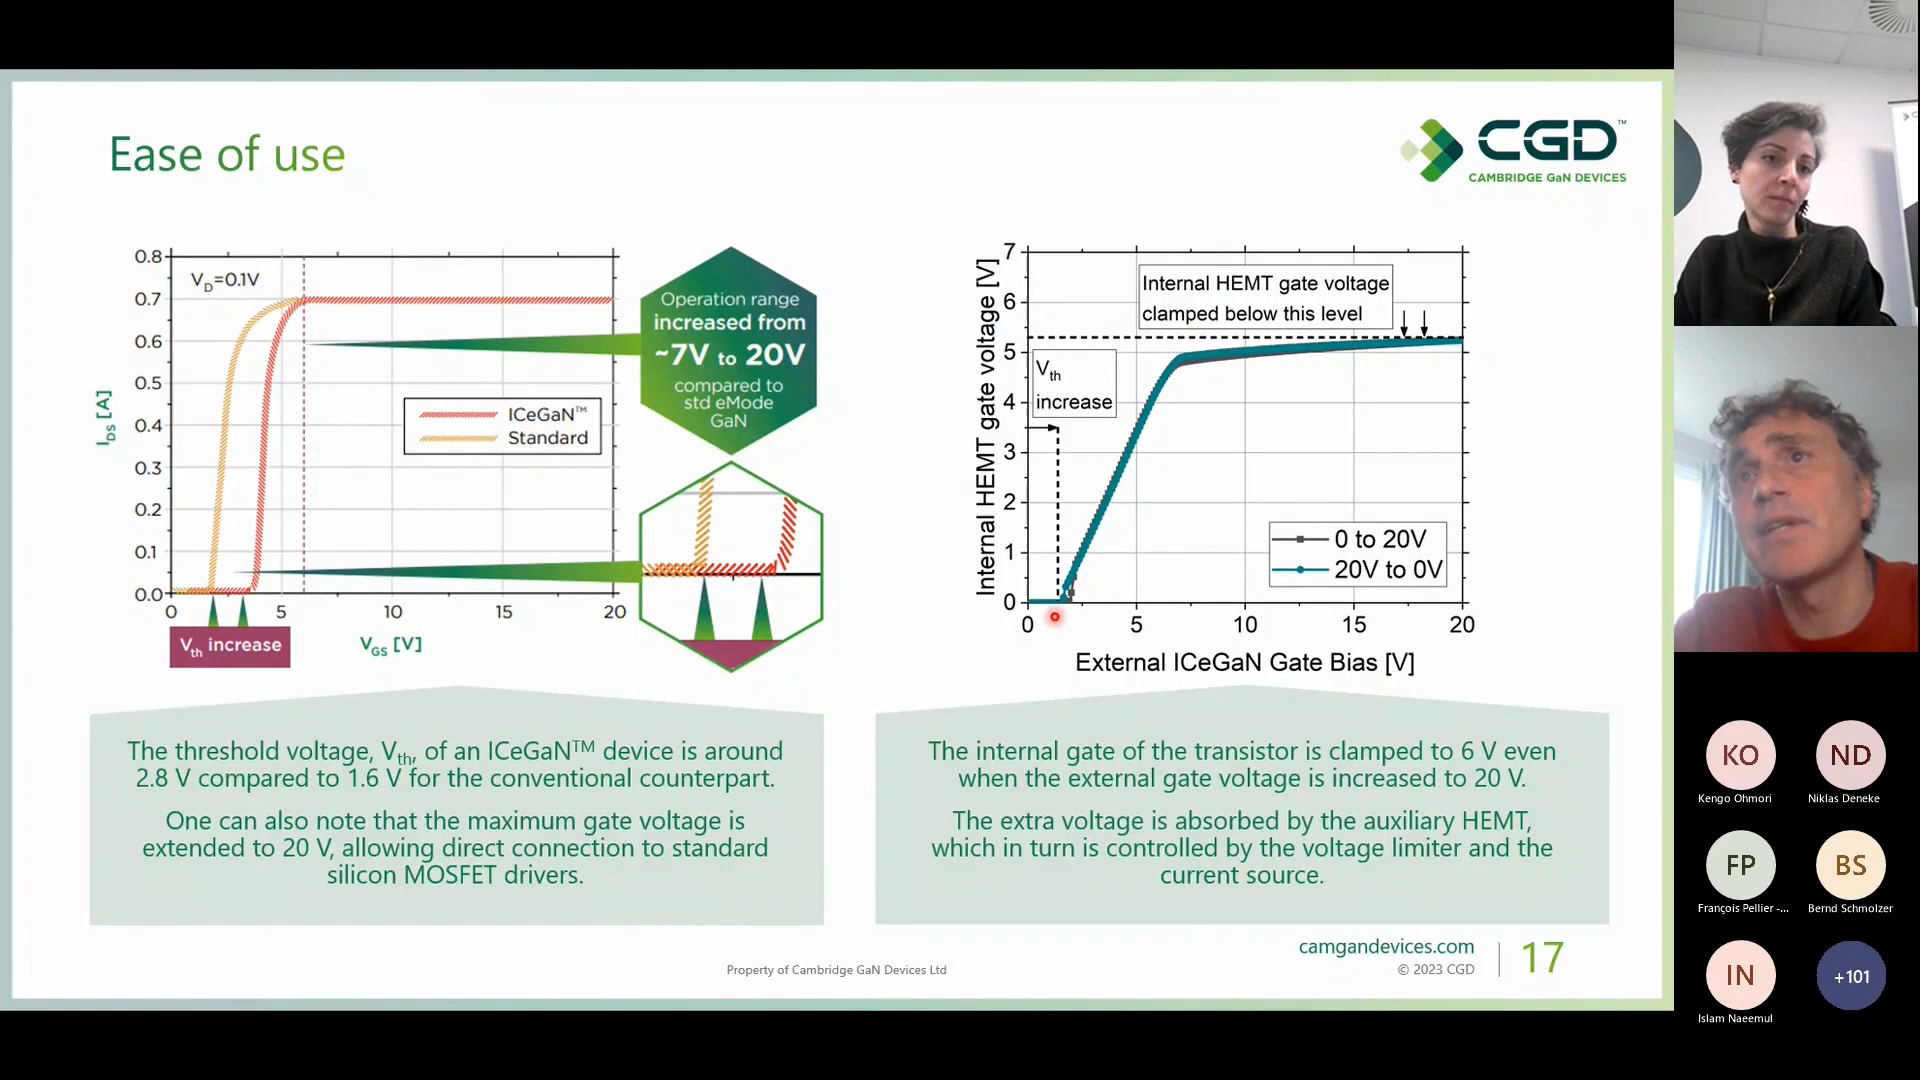 Ease of use
CGD™
CAMBRIDGE GaN DEVICES
0.8
0.7
0.6
0.5
0.4
0.3
0.2
0.1
0.0
IDS [A]
VD=0.1V
ICeGaN™
Standard
0 5 10 15 20
Vth increase
VGS [V]
Operation range
increased from
~7V to 20V
compared to
std eMode
GaN
7
6
5
4
3
2
1
0
Internal HEMT gate voltage [V]
Internal HEMT gate voltage
clamped below this level
Vth
increase
0 to 20V
20V to 0V
0 5 10 15 20
External ICeGaN Gate Bias [V]
The threshold voltage, Vth, of an ICeGaN™ device is around
2.8 V compared to 1.6 V for the conventional counterpart.
One can also note that the maximum gate voltage is
extended to 20 V, allowing direct connection to standard
silicon MOSFET drivers.
The internal gate of the transistor is clamped to 6 V even
when the external gate voltage is increased to 20 V.
The extra voltage is absorbed by the auxiliary HEMT,
which in turn is controlled by the voltage limiter and the
current source.
Property of Cambridge GaN Devices Ltd
camgandevices.com
© 2023 CGD
17
KO
Kengo Ohmori
ND
Niklas Deneke
FP
François Pellier -...
BS
Bernd Schmolzer
IN
Islam Naeemul
+101